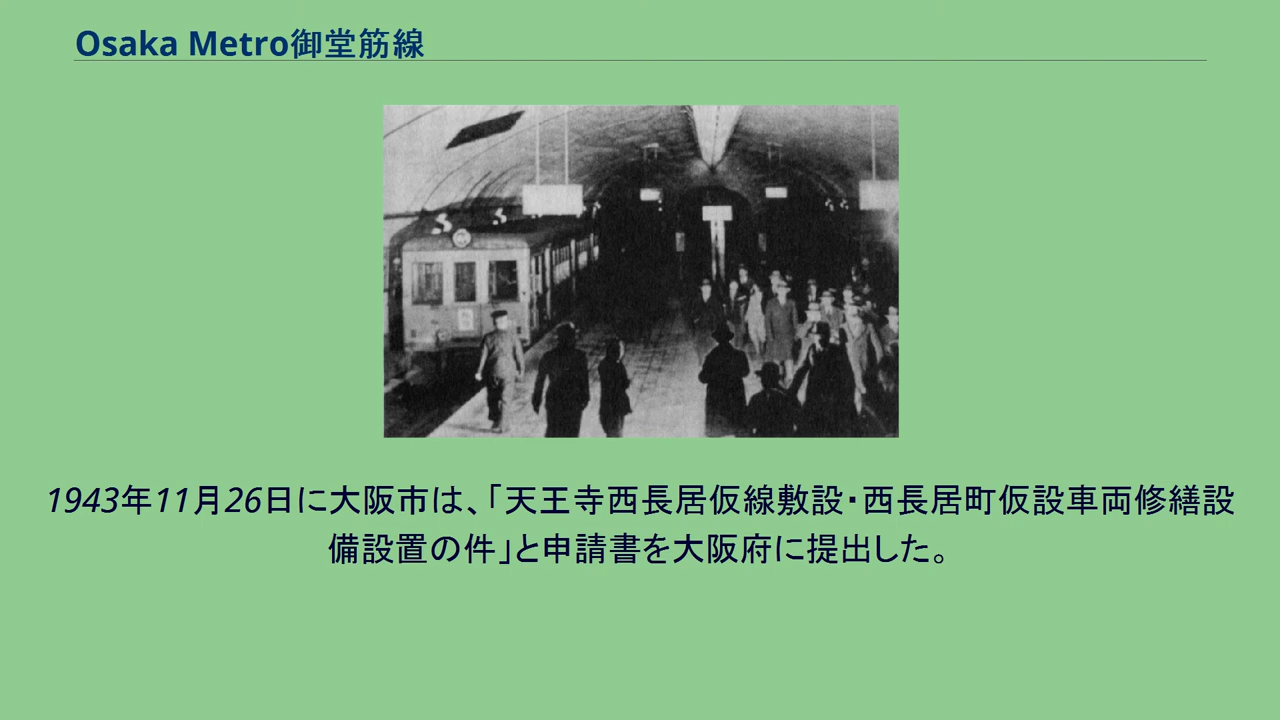 Osaka Metro御堂筋線
1943年11月26日に大阪市は、「天王寺西長居仮線敷設・西長居町仮設車両修繕設
備設置の件」と申請書を大阪府に提出した。